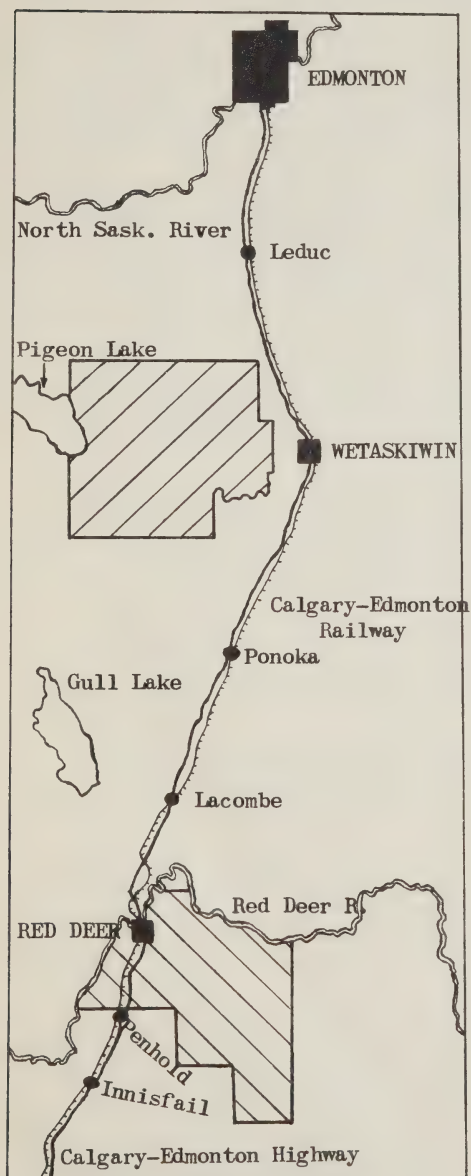 EDMONTON
North Sask. River
Leduc
Pigeon Lake
WETASKIWIN
Calgary-Edmonton
Railway
Ponoka
Gull Lake
Lacombe
Red Deer R.
RED DEER
Penhold
Innisfail
Calgary-Edmonton Highway